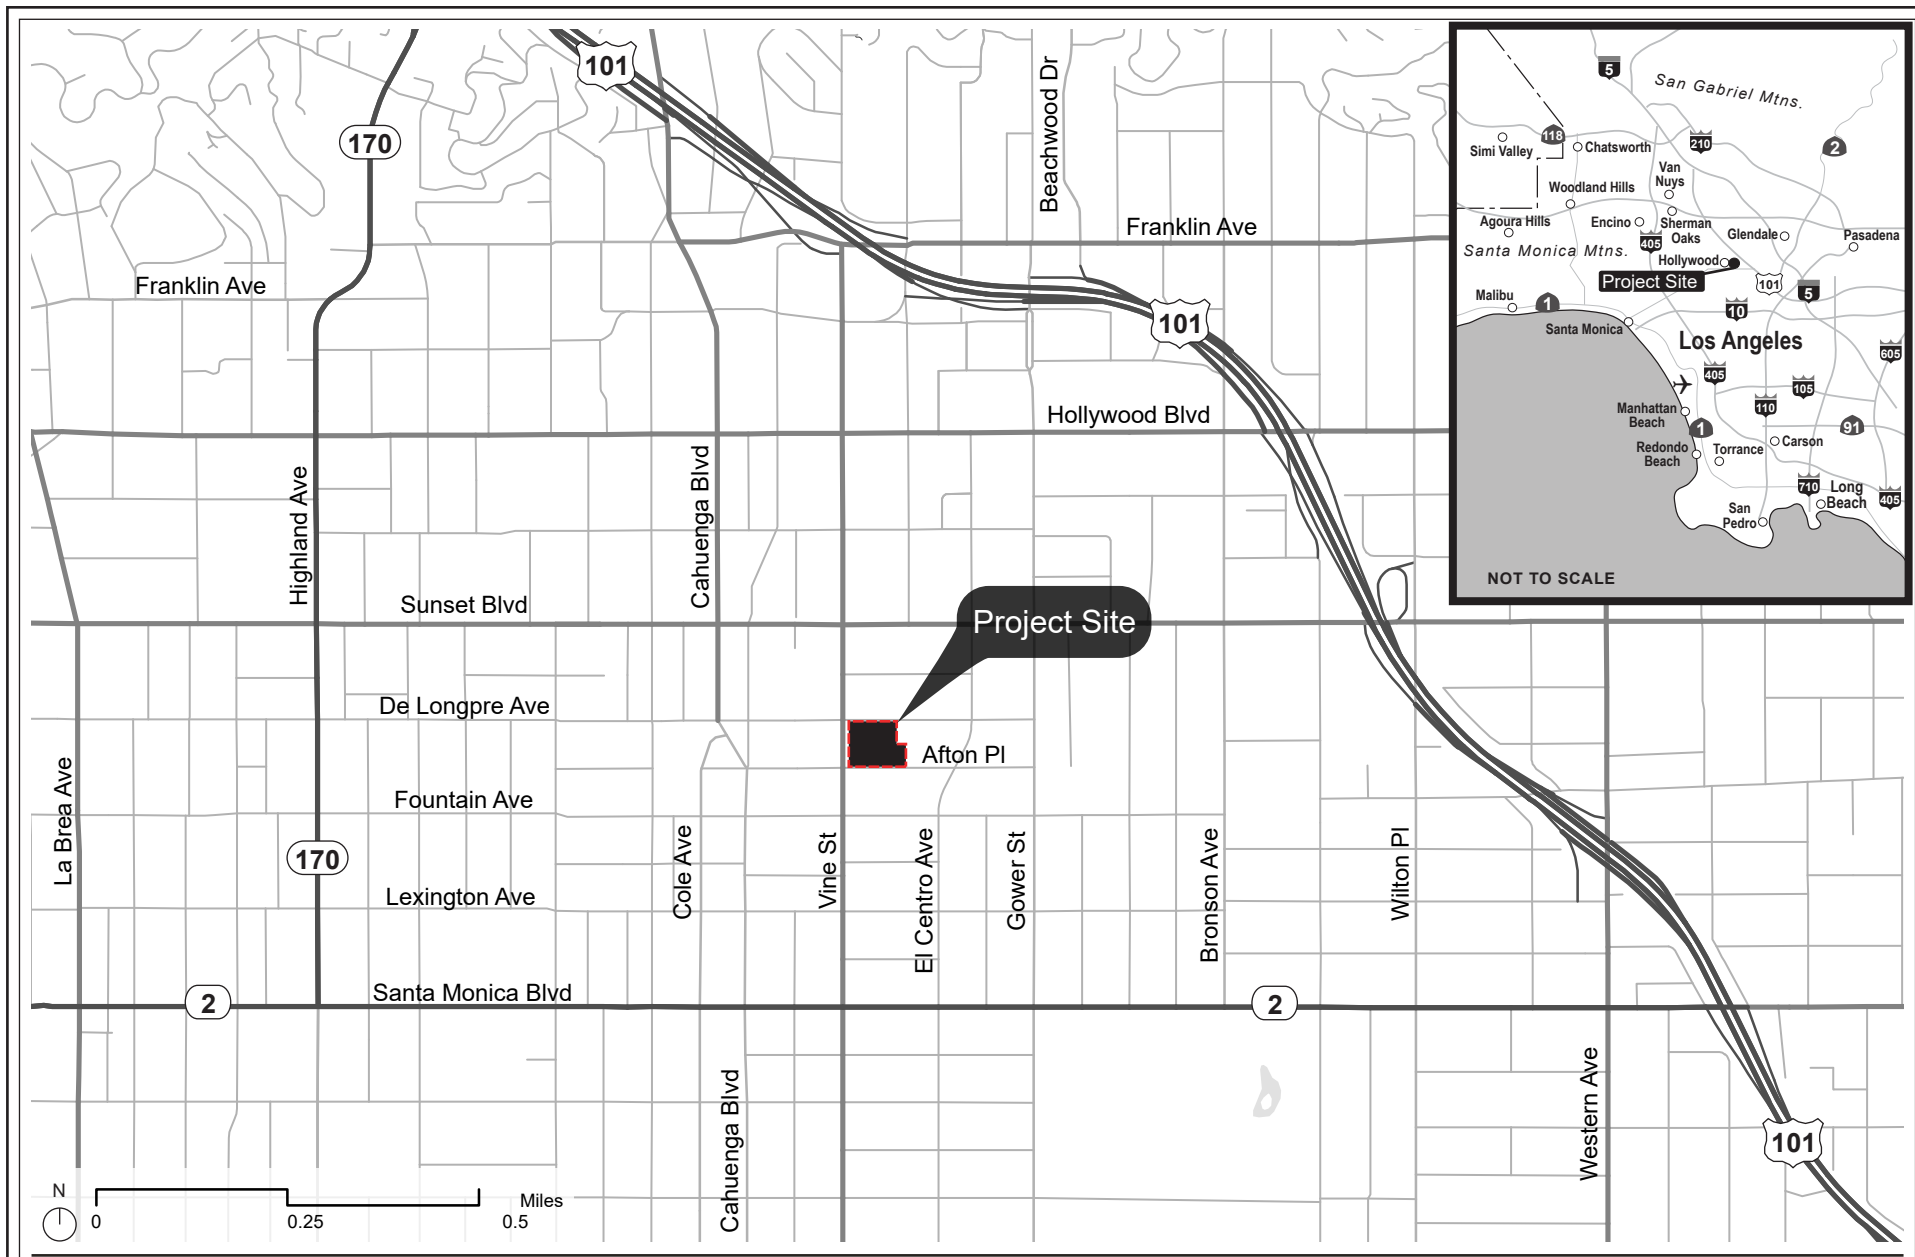 101
170
Beachwood Dr
Franklin Ave
Franklin Ave
101
Hollywood Blvd
Highland Ave
Cahuenga Blvd
Sunset Blvd
Project Site
De Longpre Ave
Afton Pl
La Brea Ave
Fountain Ave
170
Cole Ave
Vine St
El Centro Ave
Gower St
Bronson Ave
Wilton Pl
Lexington Ave
Santa Monica Blvd
2
2
Cahuenga Blvd
Western Ave
101
N
0
0.25
0.5
Miles
5
San Gabriel Mtns.
118
Simi Valley
Chatsworth
210
2
Van
Nuys
Woodland Hills
Agoura Hills
Encino
Sherman
Oaks
405
Glendale
Pasadena
Santa Monica Mtns.
Hollywood
Project Site
101
5
Malibu
1
10
Santa Monica
Los Angeles
605
405
105
Manhattan
Beach
110
1
91
Redondo
Beach
Torrance
Carson
710
Long
Beach
405
San
Pedro
NOT TO SCALE